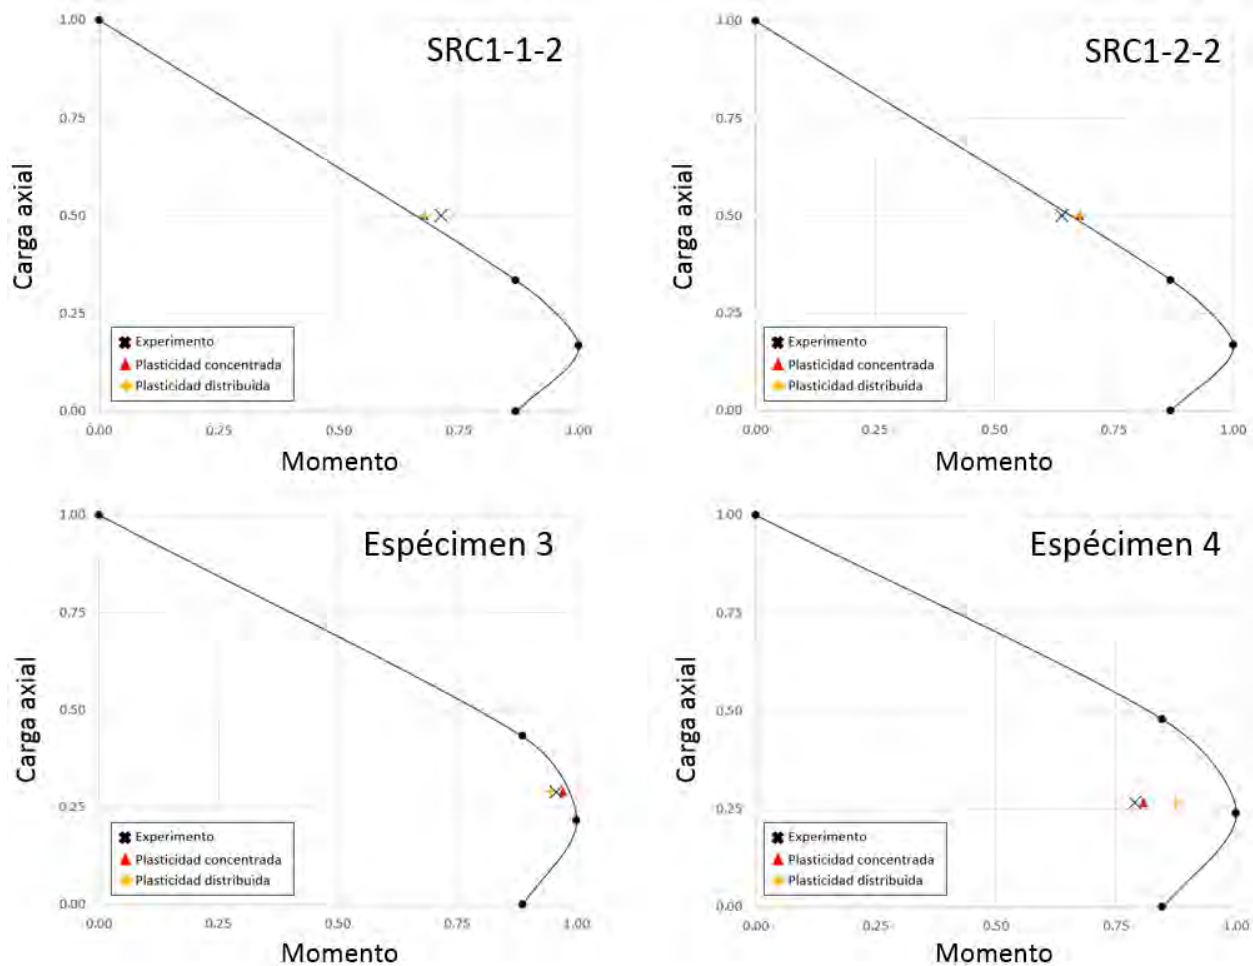 SRC1-1-2
1.00
0.75
0.50
0.25
0.00
Carga axial
Experimento
Plasticidad concentrada
Plasticidad distribuida
0.00 0.25 0.50 0.75 1.00
Momento
SRC1-2-2
1.00
0.75
0.50
0.25
0.00
Carga axial
Experimento
Plasticidad concentrada
Plasticidad distribuida
0.00 0.25 0.50 0.75 1.00
Momento
Espécimen 3
1.00
0.75
0.50
0.25
0.00
Carga axial
Experimento
Plasticidad concentrada
Plasticidad distribuida
0.00 0.25 0.50 0.75 1.00
Momento
Espécimen 4
1.00
0.75
0.50
0.25
0.00
Carga axial
Experimento
Plasticidad concentrada
Plasticidad distribuida
0.00 0.25 0.50 0.75 1.00
Momento